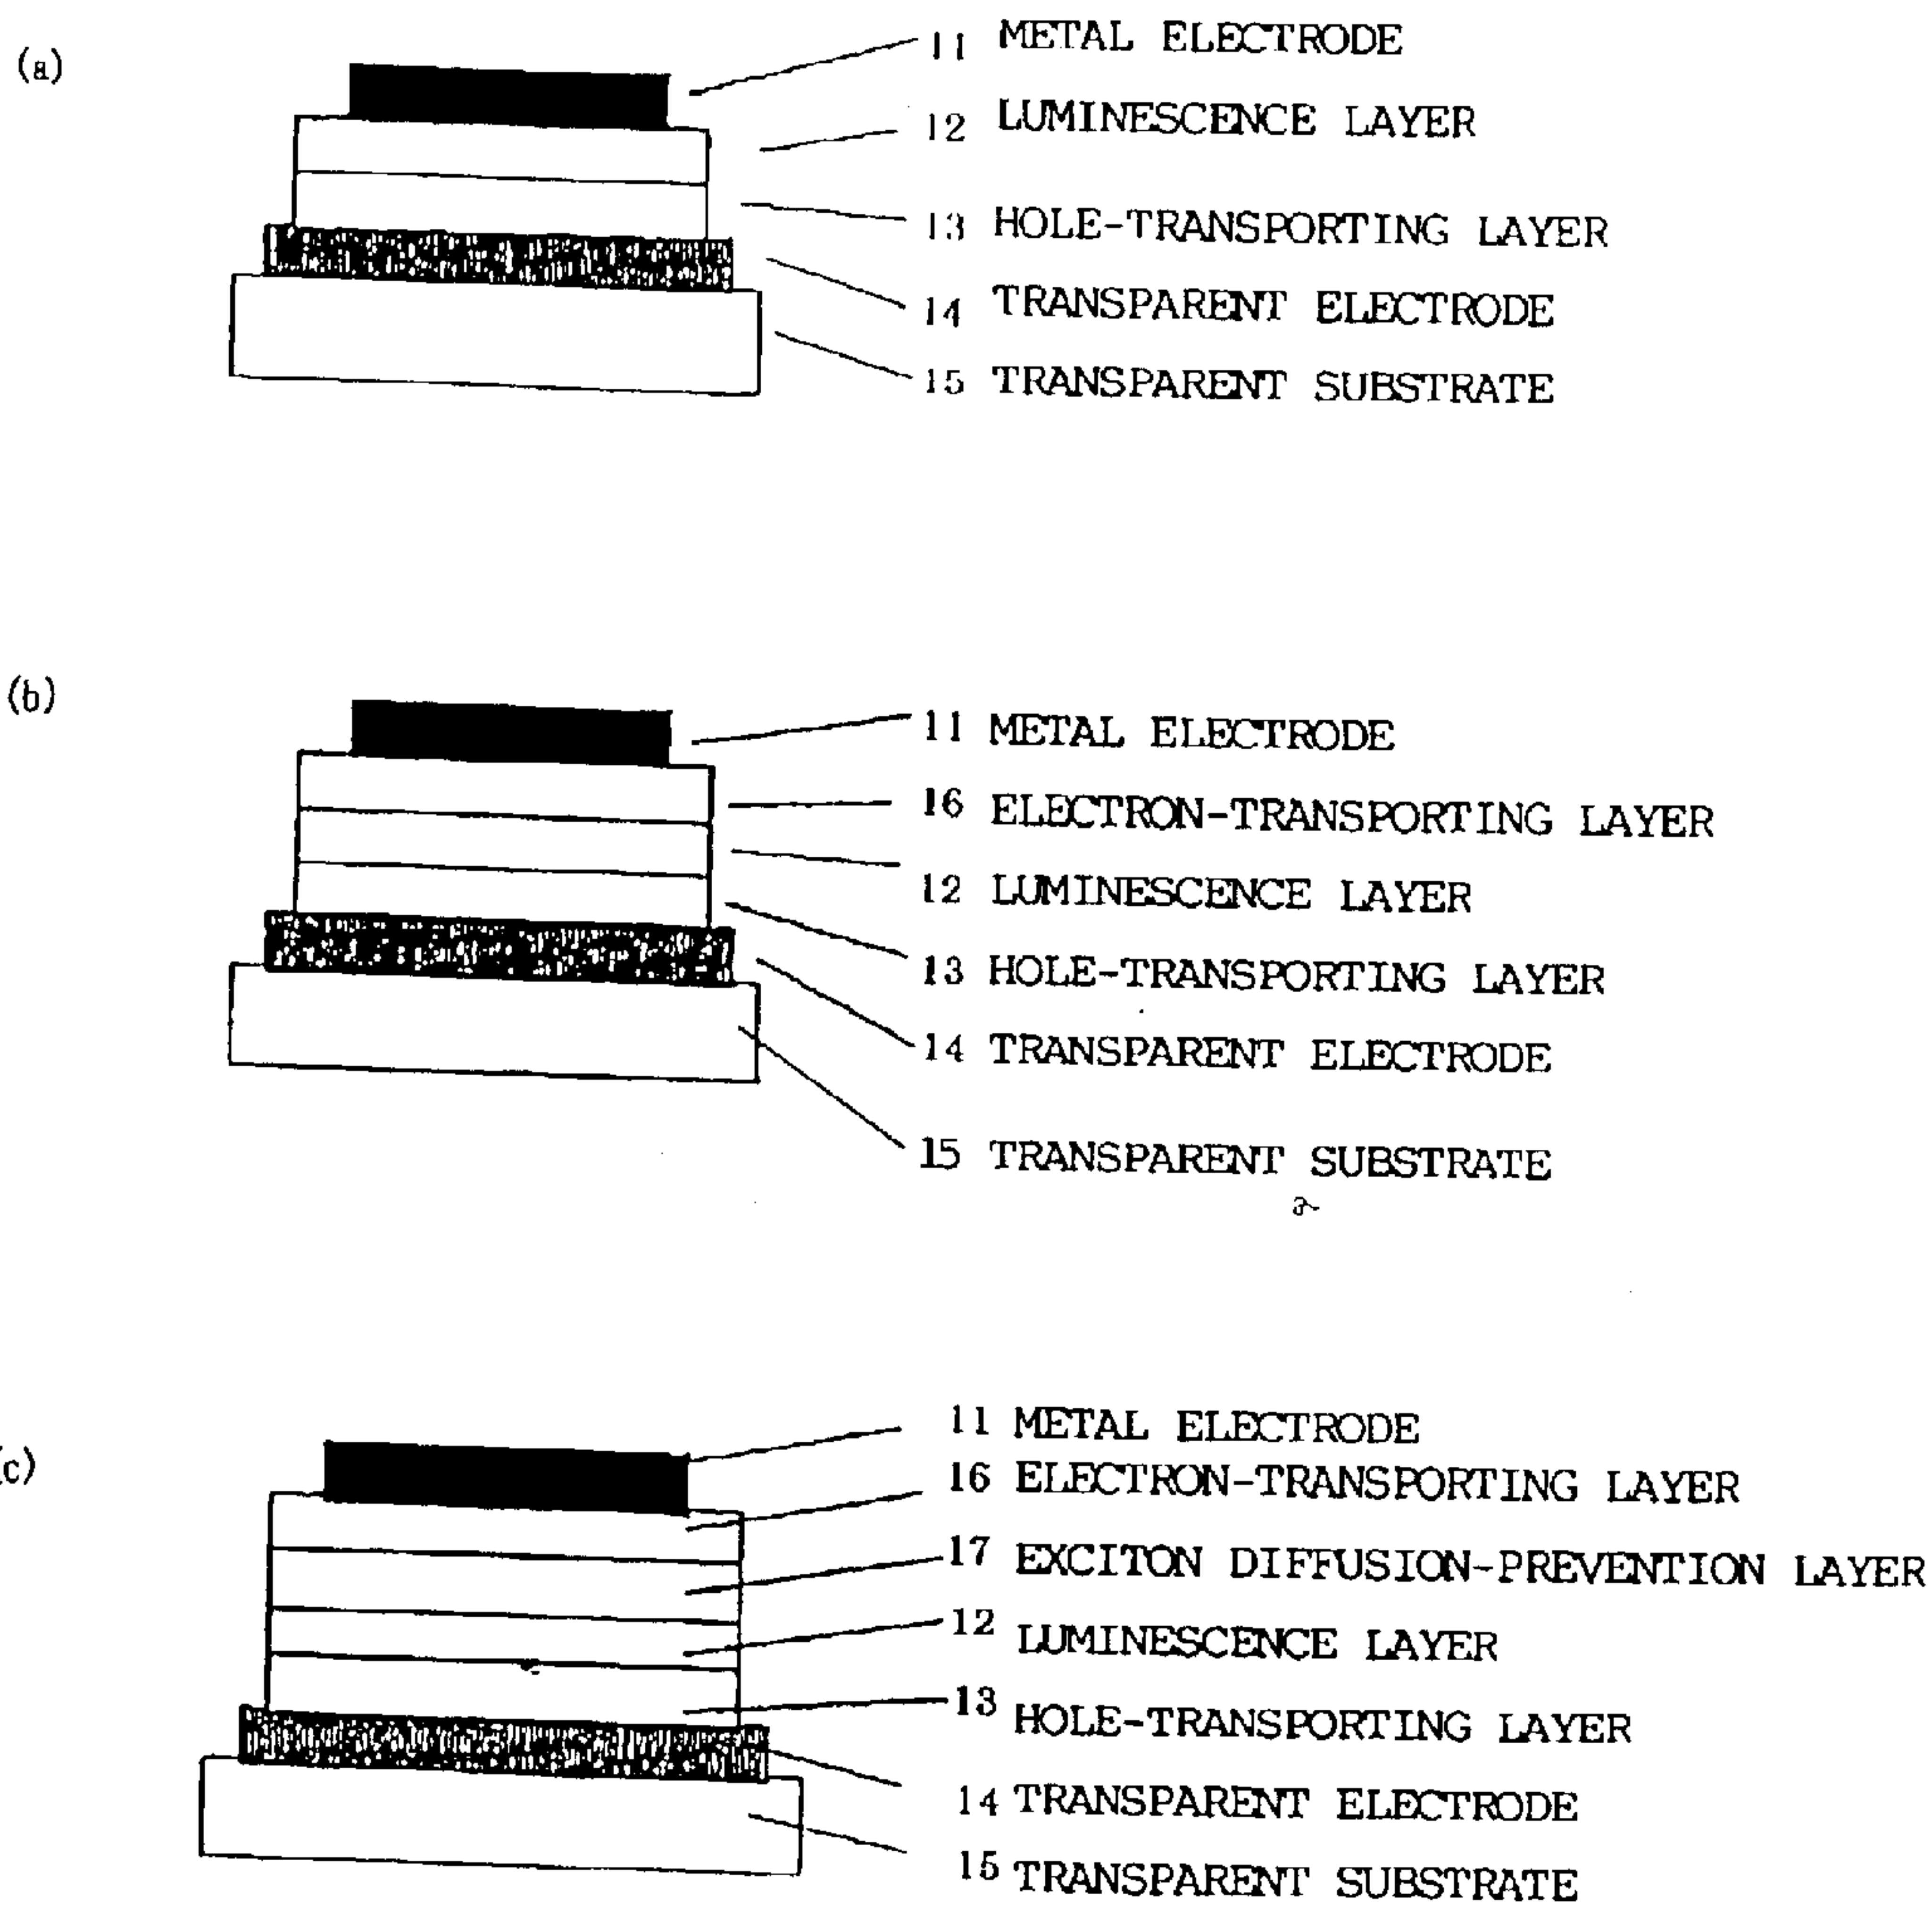 (a)
11 METAL ELECTRODE
12 LUMINESCENCE LAYER
13 HOLE-TRANSPORTING LAYER
14 TRANSPARENT ELECTRODE
15 TRANSPARENT SUBSTRATE
(b)
11 METAL ELECTRODE
16 ELECTRON-TRANSPORTING LAYER
12 LUMINESCENCE LAYER
13 HOLE-TRANSPORTING LAYER
14 TRANSPARENT ELECTRODE
15 TRANSPARENT SUBSTRATE
(c)
11 METAL ELECTRODE
16 ELECTRON-TRANSPORTING LAYER
17 EXCITON DIFFUSION-PREVENTION LAYER
12 LUMINESCENCE LAYER
13 HOLE-TRANSPORTING LAYER
14 TRANSPARENT ELECTRODE
15 TRANSPARENT SUBSTRATE